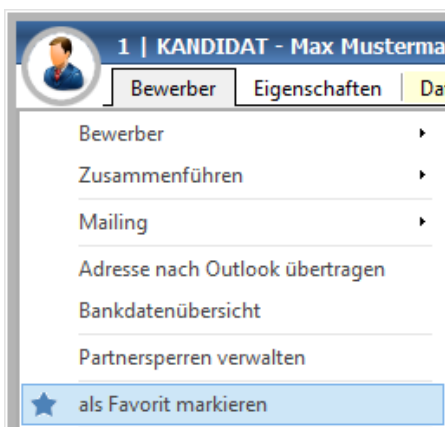 1 | KANDIDAT - Max Musterma
Bewerber Eigenschaften Da
Bewerber
Zusammenführen
Mailing
Adresse nach Outlook übertragen
Bankdatenübersicht
Partnersperren verwalten
als Favorit markieren